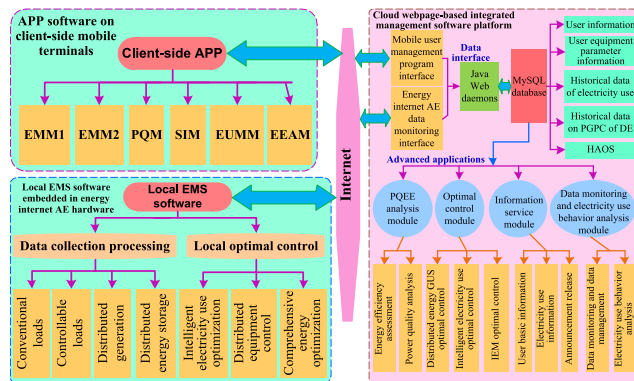 APP software on
client-side mobile
terminals
Client-side APP
EMM1
EMM2
PQM
SIM
EUMM
EEAM
Local EMS software
embedded in energy
internet AE hardware
Local EMS
software
Data collection processing
Local optimal control
Conventional
loads
Controllable
loads
Distributed
generation
Distributed
energy storage
Intelligent
electricity use
optimization
Distributed
equipment
control
Comprehensive
energy
optimization
Internet
Cloud webpage-based integrated
management software platform
Mobile user
management
program
interface
Energy
internet AE
data
monitoring
interface
Data
interface
Java
Web
daemons
MySQL
database
User information
User equipment
parameter
information
Historical data
of electricity use
Historical data
on PGPC of DE
HAOS
Advanced applications
PQEE
analysis
module
Optimal
control
module
Information
service
module
Data monitoring
and electricity use
behavior analysis
module
Energy efficiency
assessment
Power quality analysis
Distributed energy GUS
optimal control
Intelligent electricity use
optimal control
IEM optimal control
User basic information
Electricity use
information
Announcement release
Data monitoring and data
management
Electricity use behavior
analysis